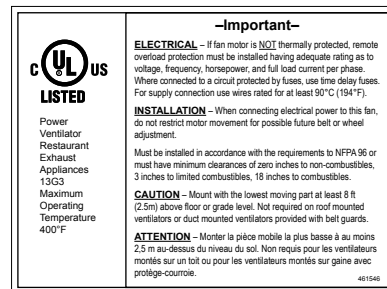 C UL US
LISTED
Power
Ventilator
Restaurant
Exhaust
Appliances
13G3
Maximum
Operating
Temperature
400°F
–Important–
ELECTRICAL – If fan motor is NOT thermally protected, remote
overload protection must be installed having adequate rating as to
voltage, frequency, horsepower, and full load current per phase.
Where connected to a circuit protected by fuses, use time delay fuses.
For supply connection use wires rated for at least 90°C (194°F).
INSTALLATION – When connecting electrical power to this fan,
do not restrict motor movement for possible future belt or wheel
adjustment.
Must be installed in accordance with the requirements to NFPA 96 or
must have minimum clearances of zero inches to non-combustibles,
3 inches to limited combustibles, 18 inches to combustibles.
CAUTION – Mount with the lowest moving part at least 8 ft
(2.5m) above floor or grade level. Not required on roof mounted
ventilators or duct mounted ventilators provided with belt guards.
ATTENTION – Monter la pièce mobile la plus basse à au moins
2,5 m au-dessus du niveau du sol. Non requis pour les ventilateurs
montés sur un toit ou pour les ventilateurs montés sur gaine avec
protège-courroie.
461546